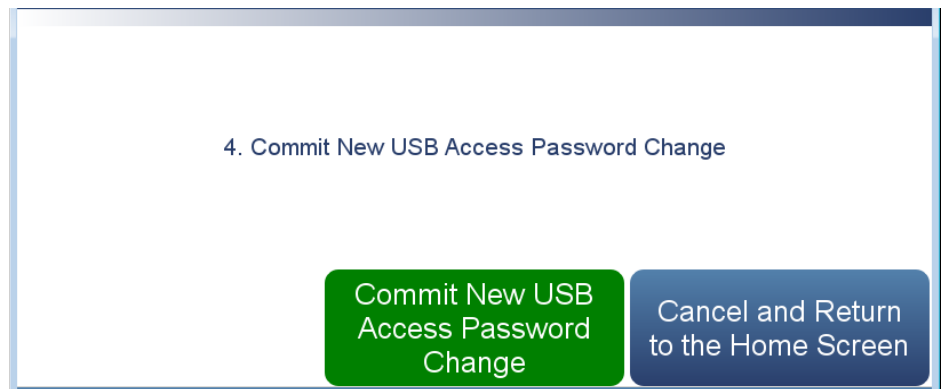 4. Commit New USB Access Password Change
Commit New USB
Access Password
Change
Cancel and Return
to the Home Screen